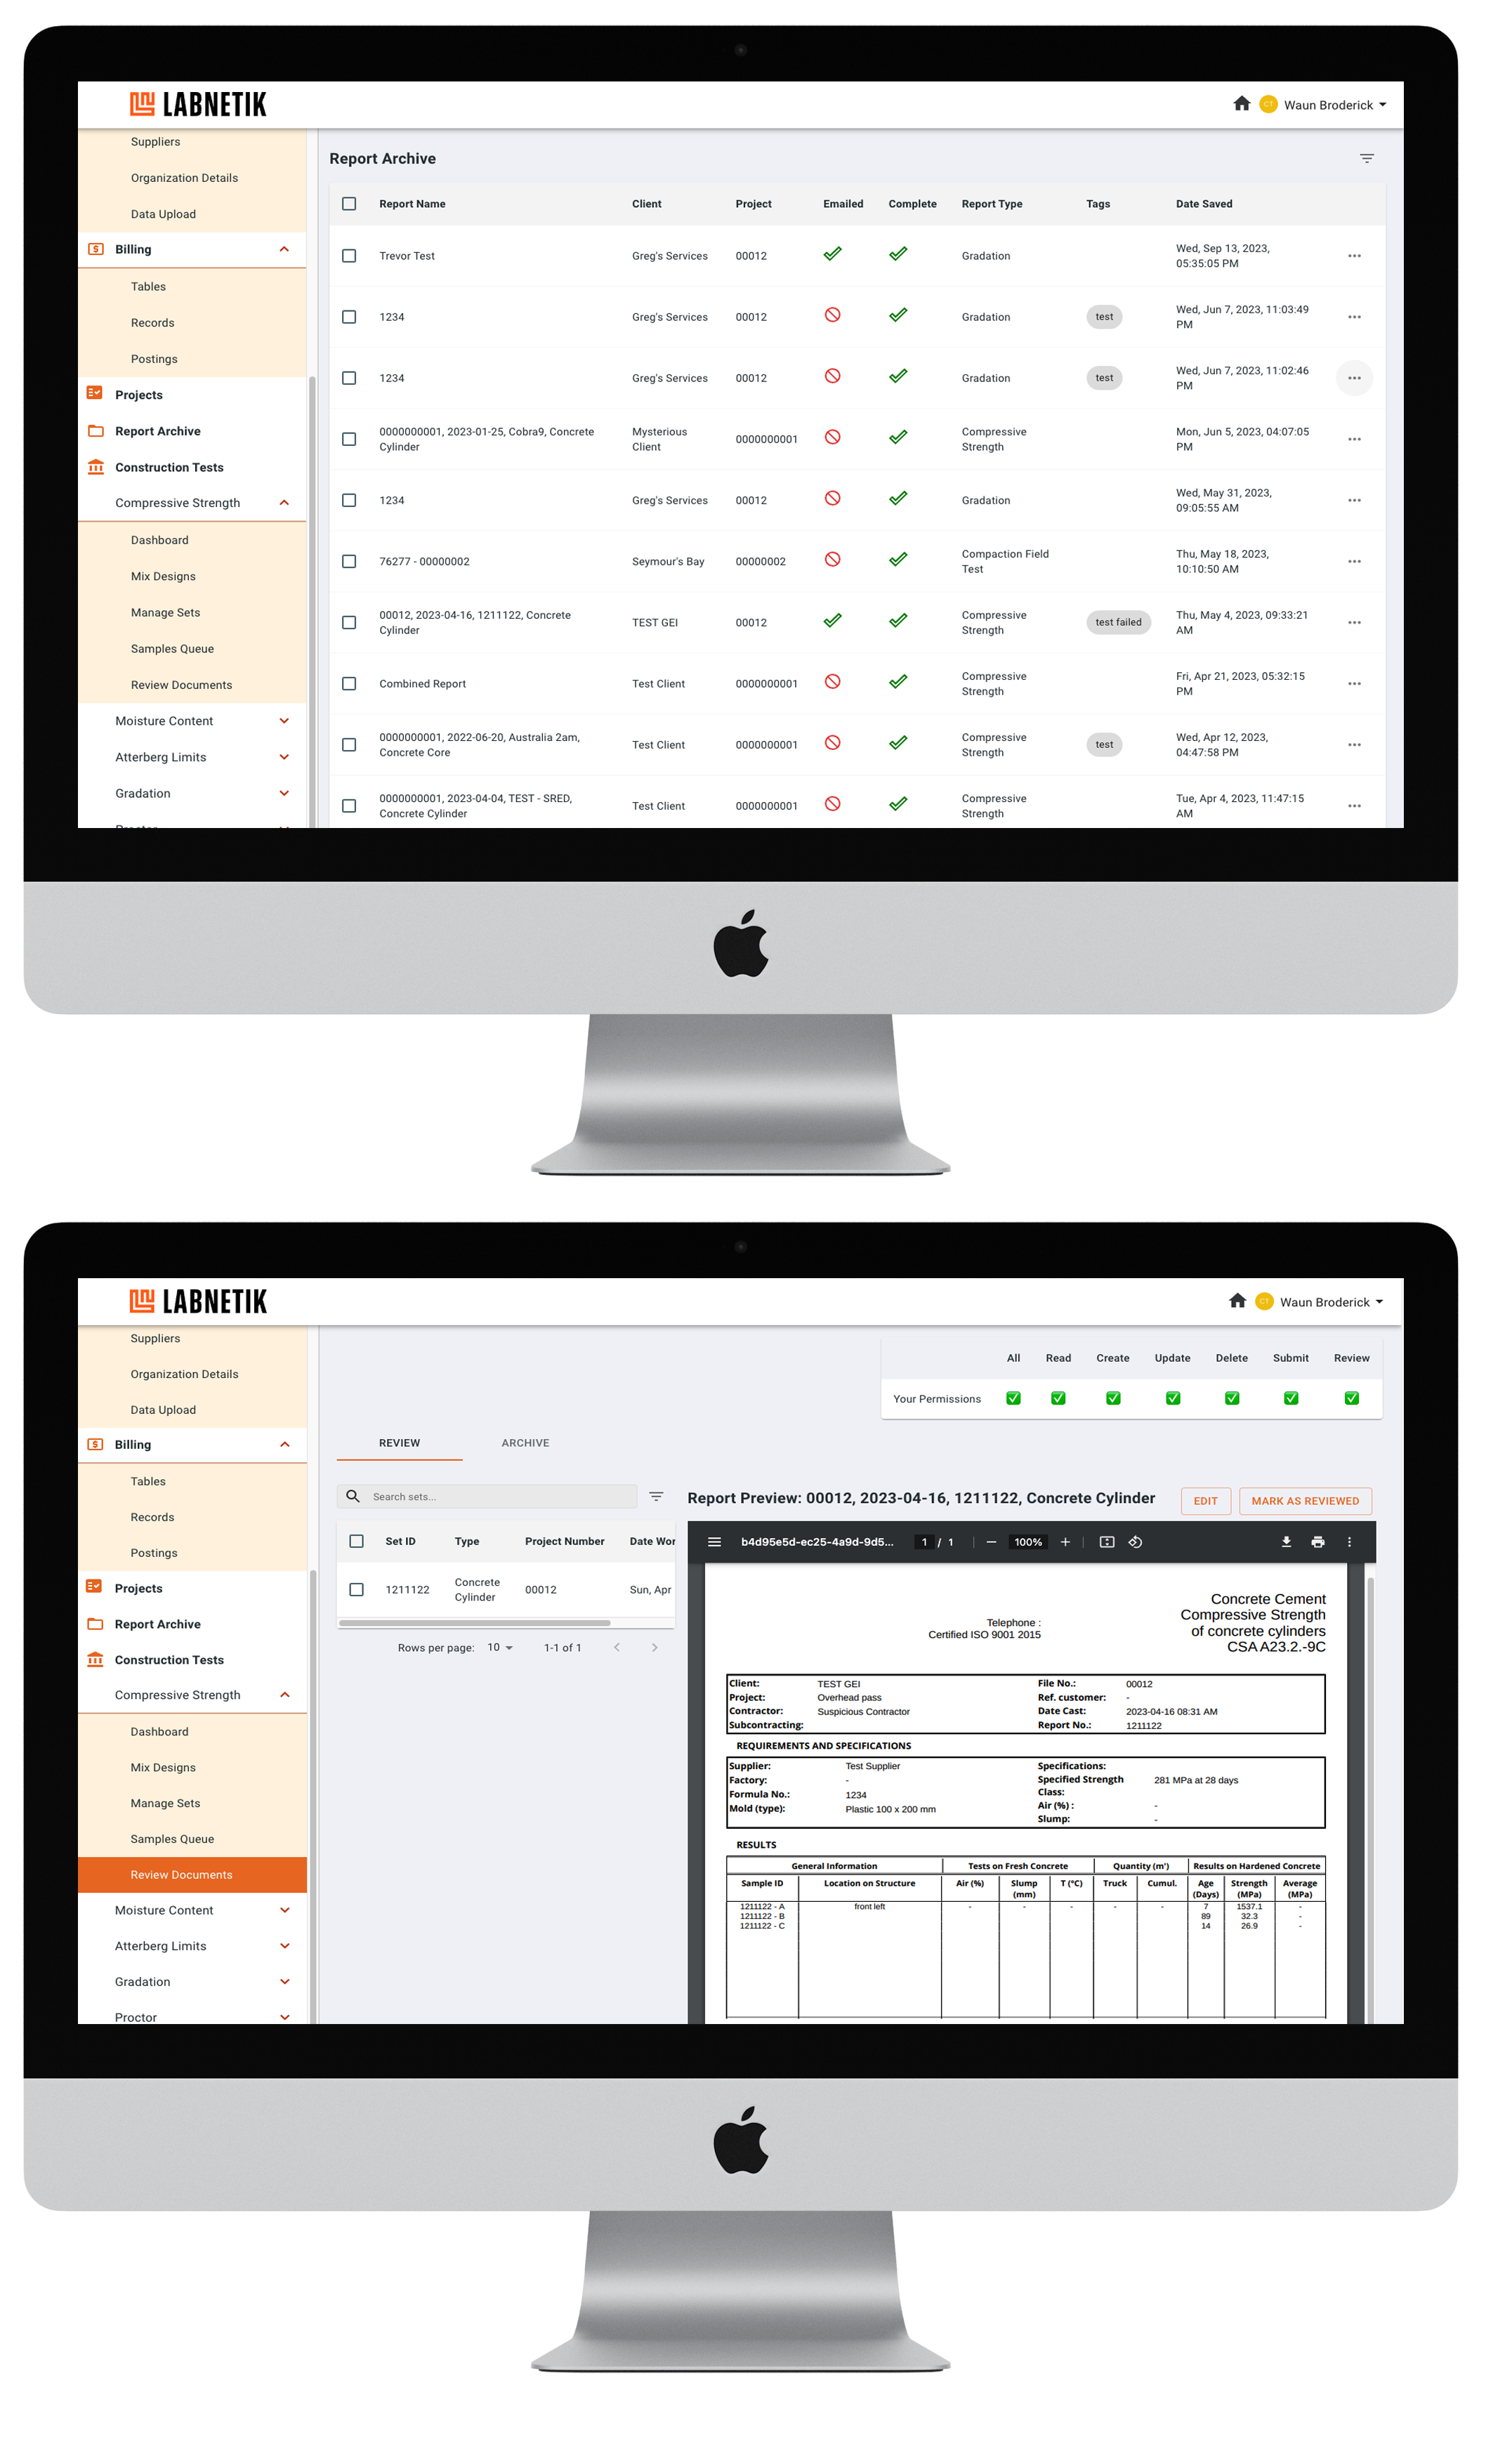 LABNETIK
CT
Waun Broderick
Suppliers
Organization Details
Data Upload
Billing
Tables
Records
Postings
Projects
Report Archive
Construction Tests
Compressive Strength
Dashboard
Mix Designs
Manage Sets
Samples Queue
Review Documents
Moisture Content
Atterberg Limits
Gradation
Report Archive
Report Name Client Project Emailed Complete Report Type Tags Date Saved
Trevor Test Greg's Services 00012 Gradation Wed, Sep 13, 2023,
05:35:05 PM
1234 Greg's Services 00012 Gradation test Wed, Jun 7, 2023, 11:03:49
PM
1234 Greg's Services 00012 Gradation test Wed, Jun 7, 2023, 11:02:46
PM
0000000001, 2023-01-25, Cobra9, Concrete Mysterious 0000000001 Compressive Mon, Jun 5, 2023, 04:07:05
Cylinder Client Strength PM
1234 Greg's Services 00012 Gradation Wed, May 31, 2023,
09:05:55 AM
76277 - 00000002 Seymour's Bay 00000002 Compaction Field Thu, May 18, 2023,
Test 10:10:50 AM
00012, 2023-04-16, 1211122, Concrete TEST GEI 00012 Compressive test failed Thu, May 4, 2023, 09:33:21
Cylinder Strength AM
Combined Report Test Client 0000000001 Compressive Fri, Apr 21, 2023, 05:32:15
Strength PM
0000000001, 2022-06-20, Australia 2am, Test Client 0000000001 Compressive test Wed, Apr 12, 2023,
Concrete Core Strength 04:47:58 PM
0000000001, 2023-04-04, TEST - SRED, Test Client 0000000001 Compressive Tue, Apr 4, 2023, 11:47:15
Concrete Cylinder Strength AM
LABNETIK
CT
Waun Broderick
Suppliers
Organization Details
Data Upload
Billing
Tables
Records
Postings
Projects
Report Archive
Construction Tests
Compressive Strength
Dashboard
Mix Designs
Manage Sets
Samples Queue
Review Documents
Moisture Content
Atterberg Limits
Gradation
Proctor
All Read Create Update Delete Submit Review
Your Permissions
REVIEW ARCHIVE
Search sets...
Set ID Type Project Number Date Wor
1211122 Concrete 00012 Sun, Apr
Cylinder
Rows per page: 10 1-1 of 1
Report Preview: 00012, 2023-04-16, 1211122, Concrete Cylinder
EDIT MARK AS REVIEWED
b4d95e5d-ec25-4a9d-9d5... 1 / 1 100%
Concrete Cement
Compressive Strength
of concrete cylinders
CSA A23.2.-9C
Telephone :
Certified ISO 9001 2015
Client: TEST GEI File No.: 00012
Project: Overhead pass Ref. customer: -
Contractor: Suspicious Contractor Date Cast: 2023-04-16 08:31 AM
Subcontracting: Report No.: 1211122
REQUIREMENTS AND SPECIFICATIONS
Supplier: Test Supplier Specifications:
Factory: - Specified Strength 281 MPa at 28 days
Formula No.: 1234 Class:
Mold (type): Plastic 100 x 200 mm Air (%) : -
Slump: -
RESULTS
General Information Tests on Fresh Concrete Quantity (m³) Results on Hardened Concrete
Sample ID Location on Structure Air (%) Slump T (°C) Truck Cumul. Age Strength Average
(mm) (Days) (MPa) (MPa)
1211122 - A front left - - - - - 7 1537.1 -
1211122 - B 89 32.3 -
1211122 - C 14 26.9 -